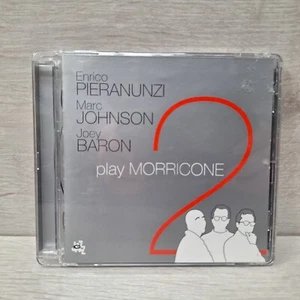 Enrico
PIERANUNZI
Marc
JOHNSON
Joey
BARON
play MORRICONE
2